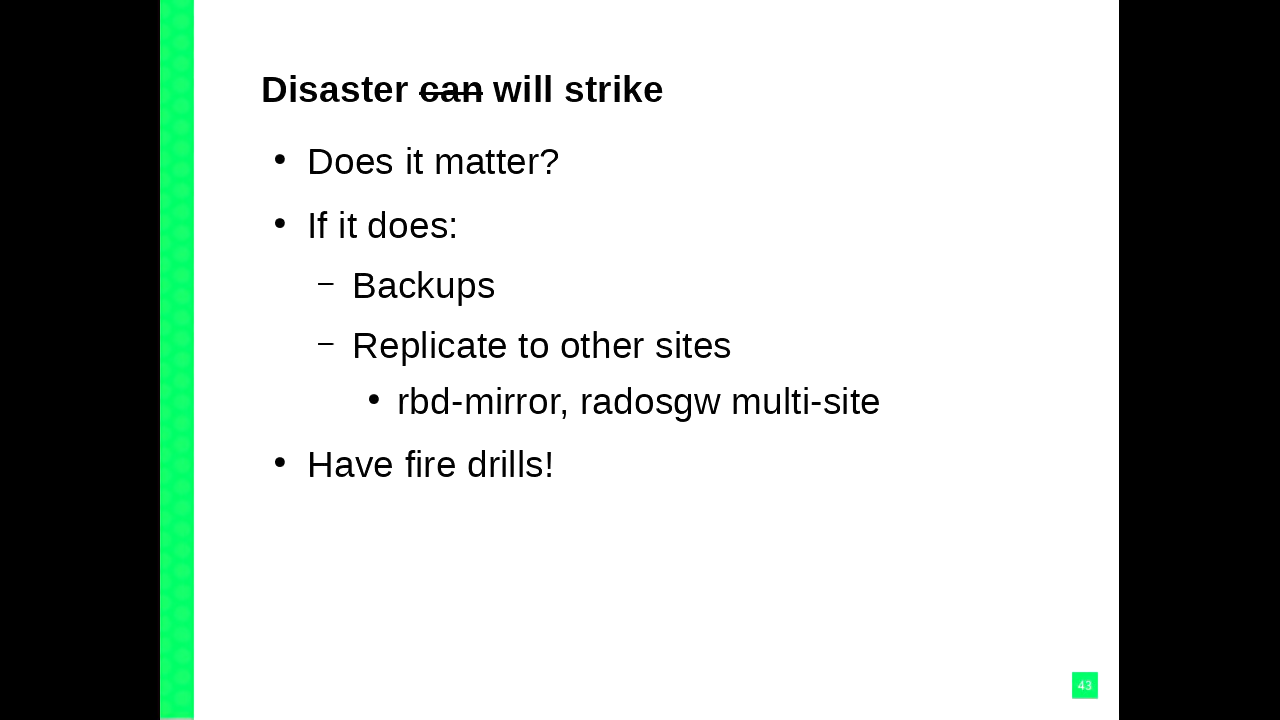 Disaster can will strike
• Does it matter?
• If it does:
– Backups
– Replicate to other sites
• rbd-mirror, radosgw multi-site
• Have fire drills!
43